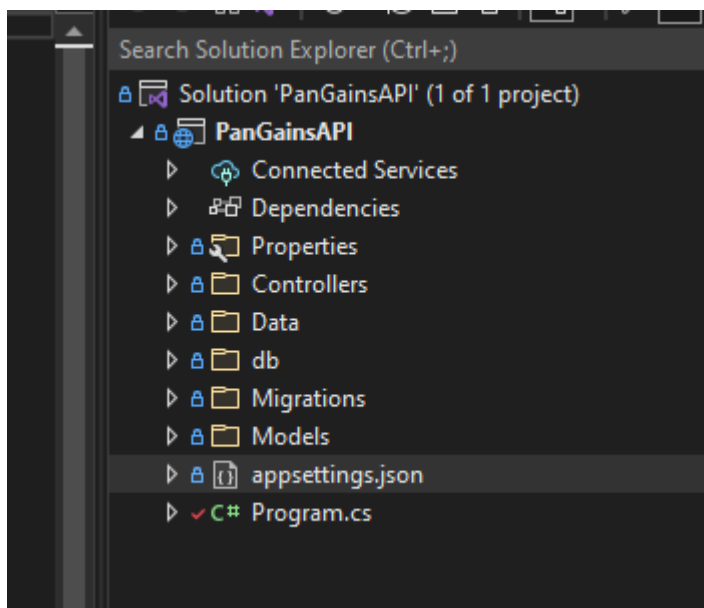 Search Solution Explorer (Ctrl+;)
Solution 'PanGainsAPI' (1 of 1 project)
PanGainsAPI
Connected Services
Dependencies
Properties
Controllers
Data
db
Migrations
Models
appsettings.json
C# Program.cs